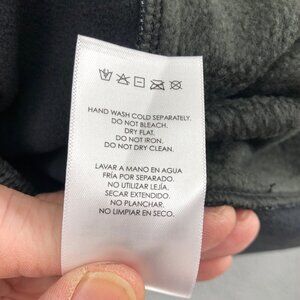 HAND WASH COLD SEPARATELY.
DO NOT BLEACH.
DRY FLAT.
DO NOT IRON.
DO NOT DRY CLEAN.
LAVAR A MANO EN AGUA
FRÍA POR SEPARADO.
NO UTILIZAR LEJÍA.
SECAR EXTENDIDO.
NO PLANCHAR.
NO LIMPIAR EN SECO.